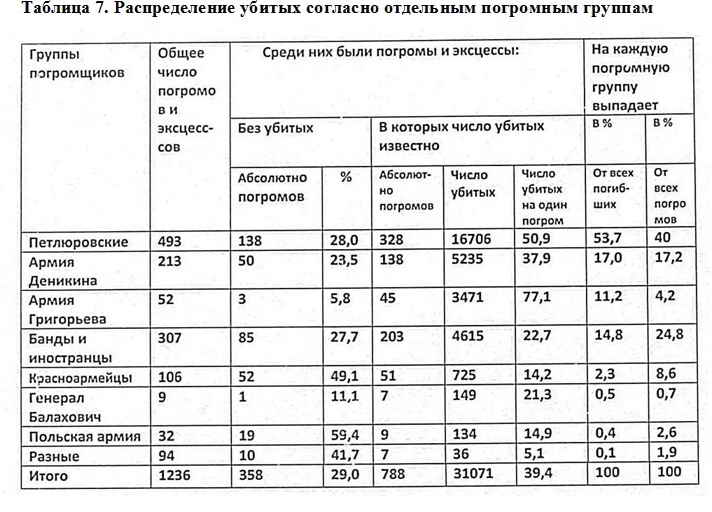 Таблица 7. Распределение убитых согласно отдельным погромным группам
Группы
погромщиков
Общее
число
погромо
в и
эксцесс-
сов
Среди них были погромы и эксцессы:
На каждую
погромную
группу
выпадает
Без убитых
В которых число убитых
известно
В %
В %
Абсолютно
погромов
%
Абсолют-
но
погромов
Число
убитых
Число
убитых
на один
погром
От всех
погиб-
ших
От
всех
погро
мов
Петлюровские 493 138 28,0 328 16706 50,9 53,7 40
Армия 213 50 23,5 138 5235 37,9 17,0 17,2
Деникина
Армия 52 3 5,8 45 3471 77,1 11,2 4,2
Григорьева
Банды и 307 85 27,7 203 4615 22,7 14,8 24,8
иностранцы
Красноармейцы 106 52 49,1 51 725 14,2 2,3 8,6
Генерал 9 1 11,1 7 149 21,3 0,5 0,7
Балахович
Польская армия 32 19 59,4 9 134 14,9 0,4 2,6
Разные 94 10 41,7 7 36 5,1 0,1 1,9
Итого 1236 358 29,0 788 31071 39,4 100 100